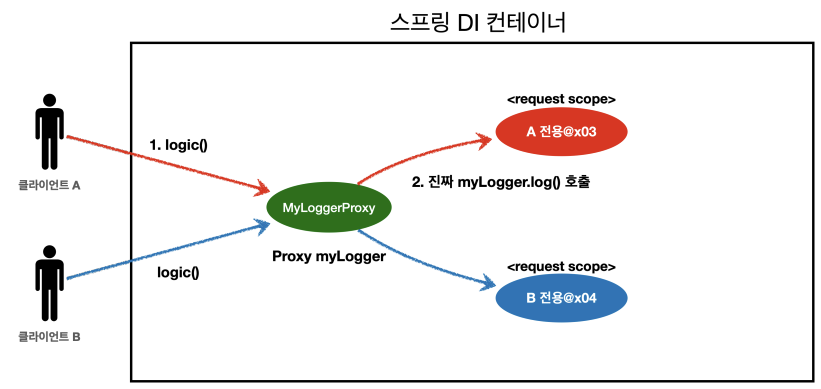 스프링 DI 컨테이너
<request scope>
A 전용@x03
1. logic()
2. 진짜 myLogger.log() 호출
클라이언트 A
MyLoggerProxy
Proxy myLogger
logic()
<request scope>
B 전용@x04
클라이언트 B